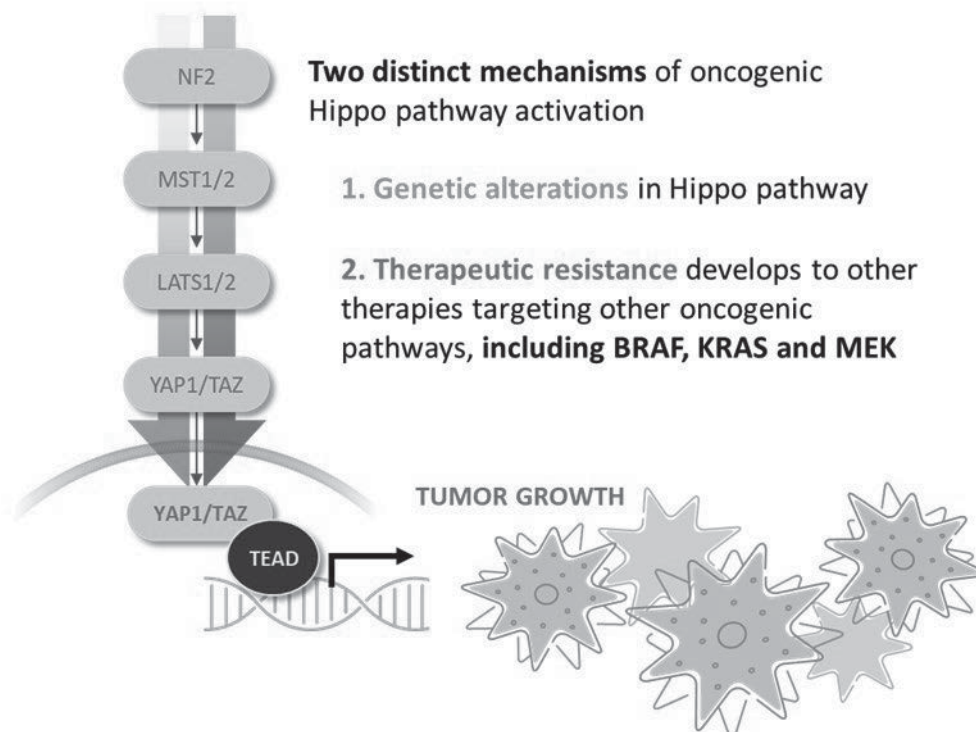 NF2
MST1/2
LATS1/2
YAP1/TAZ
YAP1/TAZ
TEAD
Two distinct mechanisms of oncogenic
Hippo pathway activation
1. Genetic alterations in Hippo pathway
2. Therapeutic resistance develops to other
therapies targeting other oncogenic
pathways, including BRAF, KRAS and MEK
TUMOR GROWTH